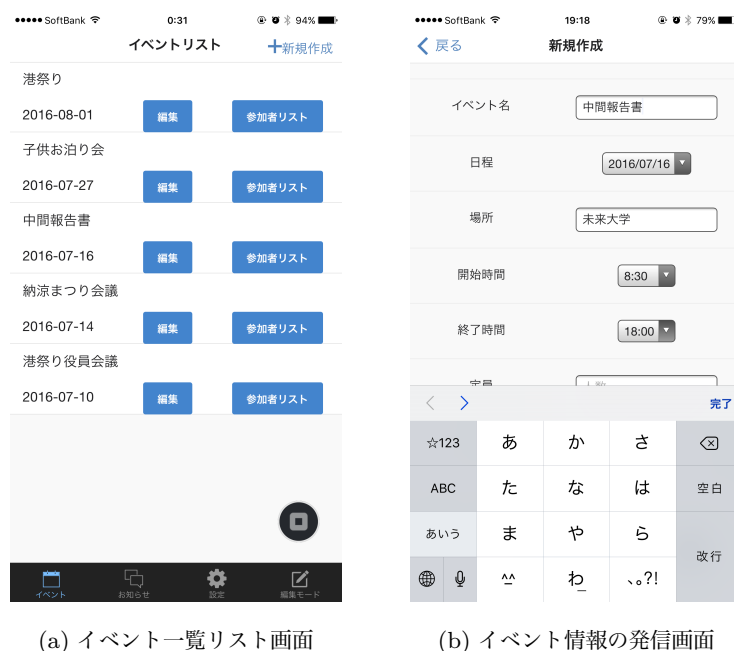 SoftBank 0:31 94%
イベントリスト +新規作成
港祭り
2016-08-01 編集 参加者リスト
子供お泊り会
2016-07-27 編集 参加者リスト
中間報告書
2016-07-16 編集 参加者リスト
納涼まつり会議
2016-07-14 編集 参加者リスト
港祭り役員会議
2016-07-10 編集 参加者リスト
イベント お知らせ 設定 編集モード
(a) イベント一覧リスト画面
SoftBank 19:18 79%
戻る 新規作成
イベント名 中間報告書
日程 2016/07/16
場所 未来大学
開始時間 8:30
終了時間 18:00
定員 人数
完了
☆123 あ か さ
ABC た な は 空白
あいう ま や ら
改行
^^ わ 、。?!
(b) イベント情報の発信画面